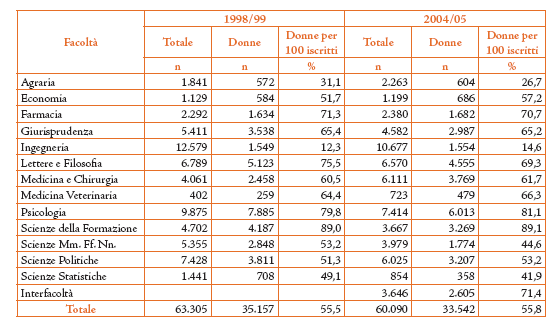 1998/99 2004/05
Facoltà Totale Donne Donne per 100 iscritti Totale Donne Donne per 100 iscritti
n n % n n %
Agraria 1.841 572 31,1 2.263 604 26,7
Economia 1.129 584 51,7 1.199 686 57,2
Farmacia 2.292 1.634 71,3 2.380 1.682 70,7
Giurisprudenza 5.411 3.538 65,4 4.582 2.987 65,2
Ingegneria 12.579 1.549 12,3 10.677 1.554 14,6
Lettere e Filosofia 6.789 5.123 75,5 6.570 4.555 69,3
Medicina e Chirurgia 4.061 2.458 60,5 6.111 3.769 61,7
Medicina Veterinaria 402 259 64,4 723 479 66,3
Psicologia 9.875 7.885 79,8 7.414 6.013 81,1
Scienze della Formazione 4.702 4.187 89,0 3.667 3.269 89,1
Scienze Mm. Ff. Nn. 5.355 2.848 53,2 3.979 1.774 44,6
Scienze Politiche 7.428 3.811 51,3 6.025 3.207 53,2
Scienze Statistiche 1.441 708 49,1 854 358 41,9
Interfacoltà 3.646 2.605 71,4
Totale 63.305 35.157 55,5 60.090 33.542 55,8